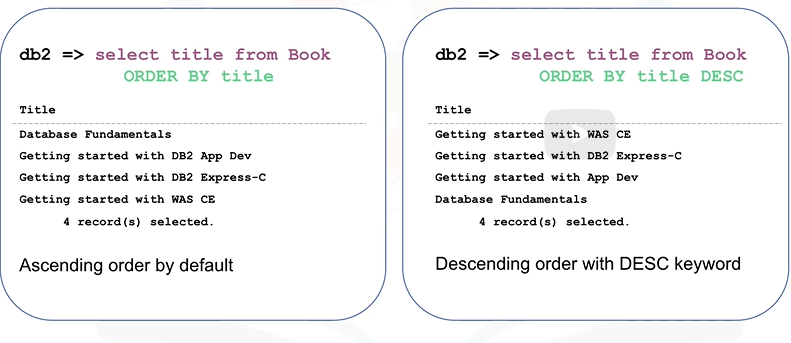 db2 => select title from Book
ORDER BY title
Title
Database Fundamentals
Getting started with DB2 App Dev
Getting started with DB2 Express-C
Getting started with WAS CE
4 record(s) selected.
Ascending order by default
db2 => select title from Book
ORDER BY title DESC
Title
Getting started with WAS CE
Getting started with DB2 Express-C
Getting started with App Dev
Database Fundamentals
4 record(s) selected.
Descending order with DESC keyword